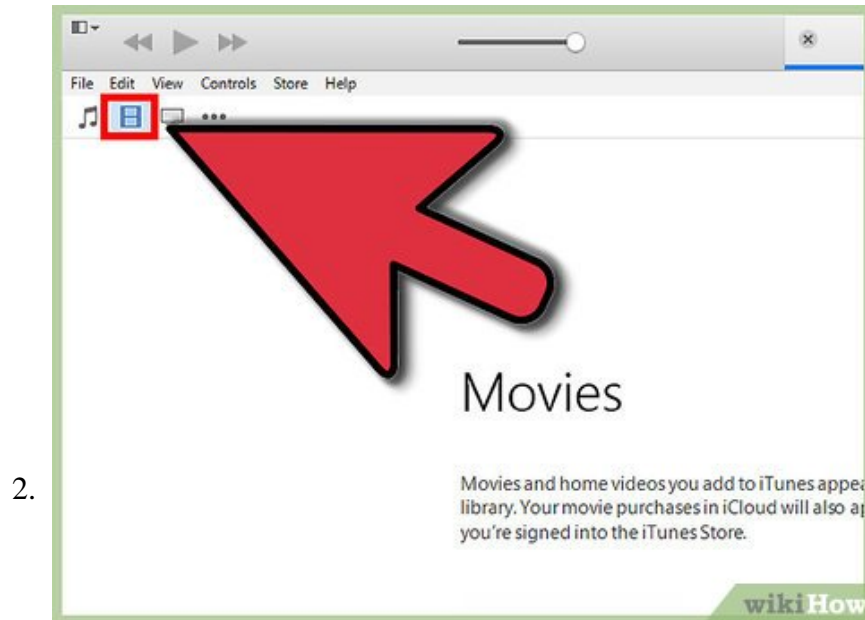 File Edit View Controls Store Help
Movies
2.
Movies and home videos you add to iTunes
library. Your movie purchases in iCloud will also
you're signed into the iTunes Store.
wikiHow